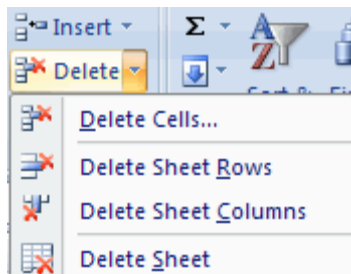 Insert Σ A
Z
Delete
Delete Cells...
Delete Sheet Rows
Delete Sheet Columns
Delete Sheet